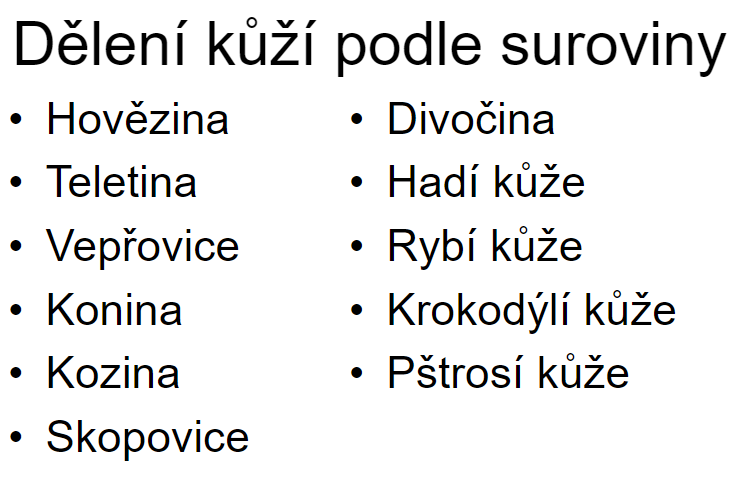 Dělení kůží podle suroviny
• Hovězina
• Teletina
• Vepřovice
• Konina
• Kozina
• Skopovice
• Divočina
• Hadí kůže
• Rybí kůže
• Krokodýlí kůže
• Pštrosí kůže